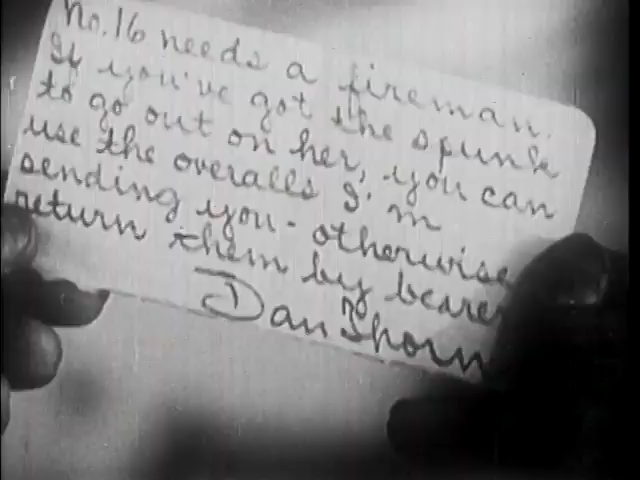 No. 16 needs a fireman.
If you've got the spunk
to go out on her, you can
use the overalls I'm
sending you - otherwise
return them by bearer
Dan Thorn